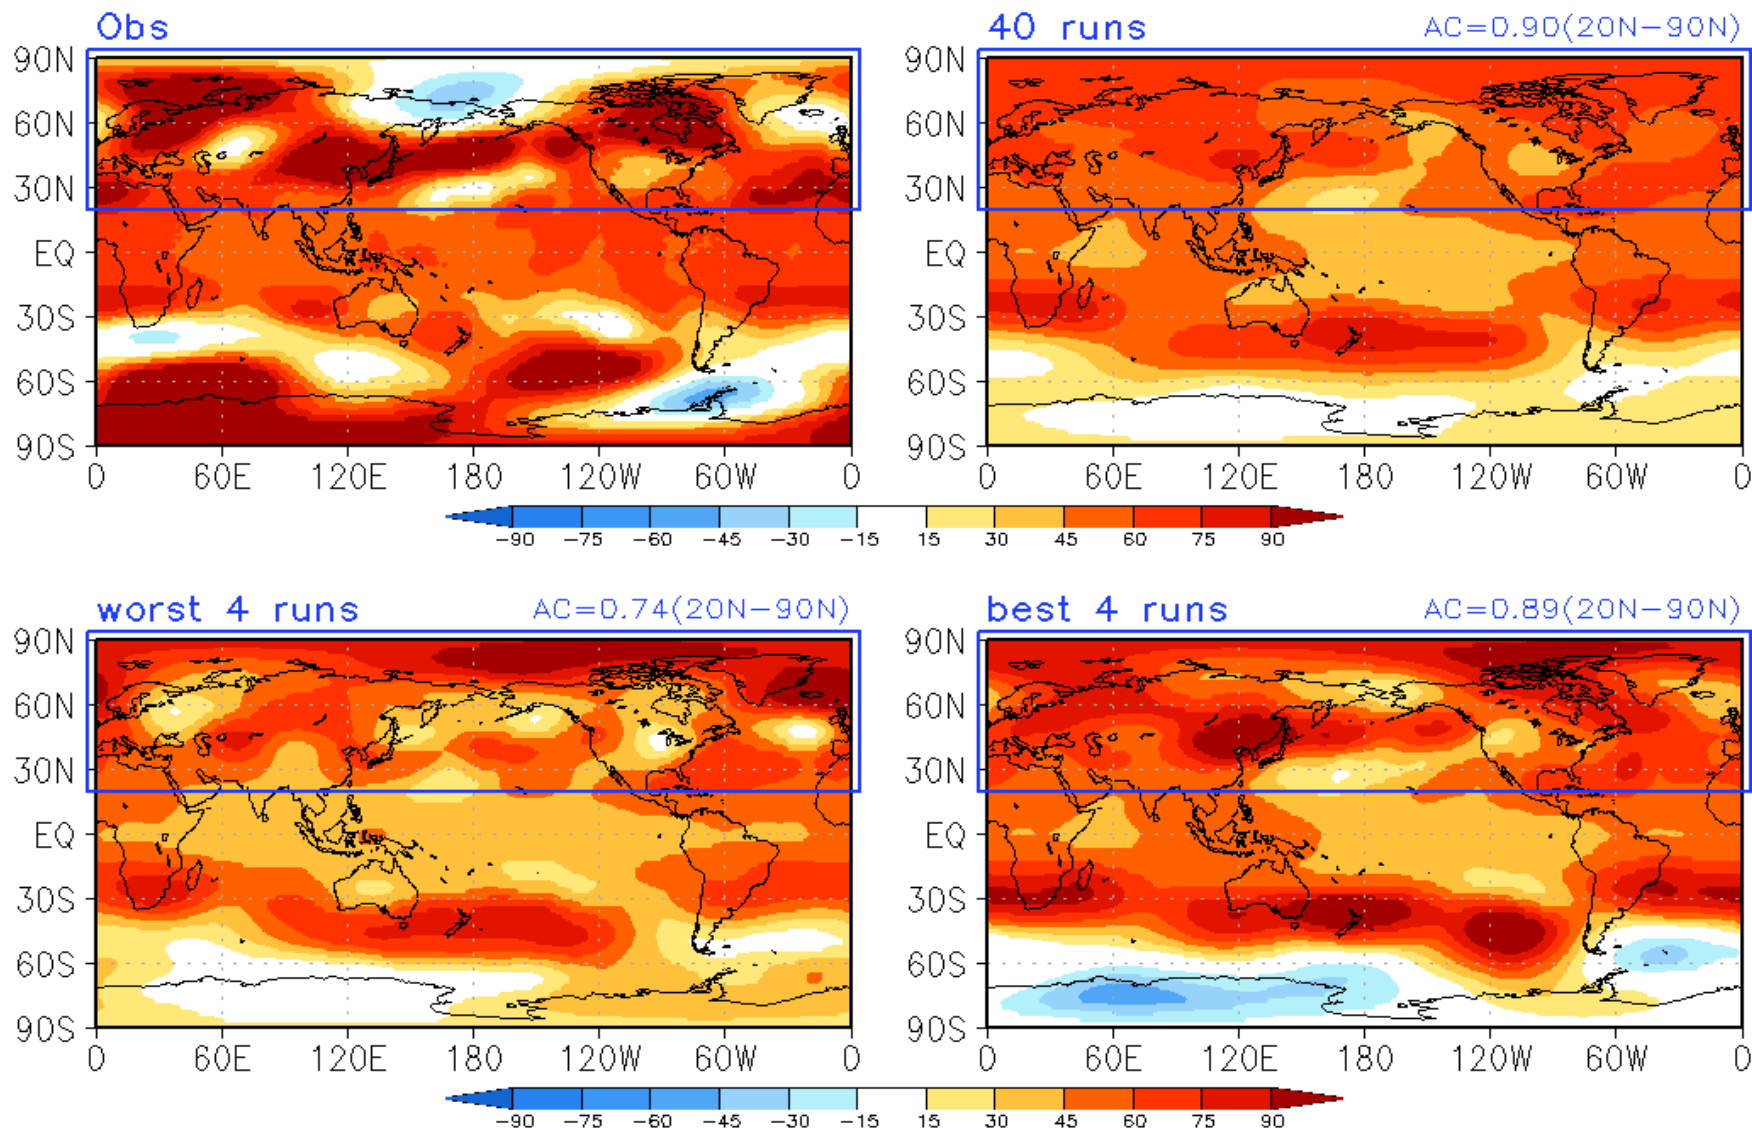 Obs
40 runs AC=0.90(20N−90N)
90N 90N
60N 60N
30N 30N
EQ EQ
30S 30S
60S 60S
90S 90S
0 60E 120E 180 120W 60W 0 0 60E 120E 180 120W 60W 0
−90 −75 −60 −45 −30 −15 15 30 45 60 75 90
worst 4 runs AC=0.74(20N−90N)
best 4 runs AC=0.89(20N−90N)
90N 90N
60N 60N
30N 30N
EQ EQ
30S 30S
60S 60S
90S 90S
0 60E 120E 180 120W 60W 0 0 60E 120E 180 120W 60W 0
−90 −75 −60 −45 −30 −15 15 30 45 60 75 90